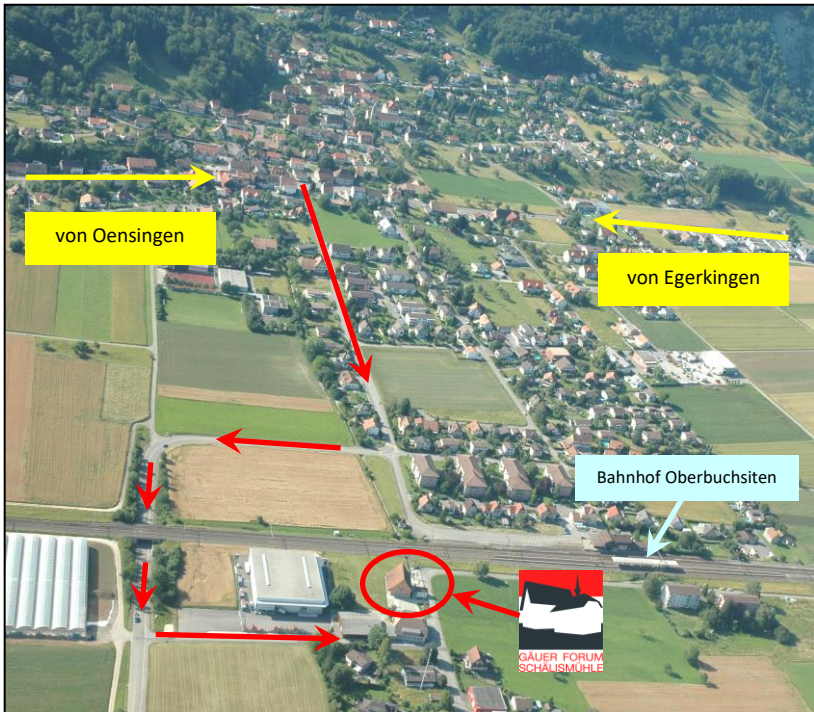 von Oensingen
von Egerkingen
Bahnhof Oberbuchsiten
GÄUER FORUM
SCHÄLISMÜHLE